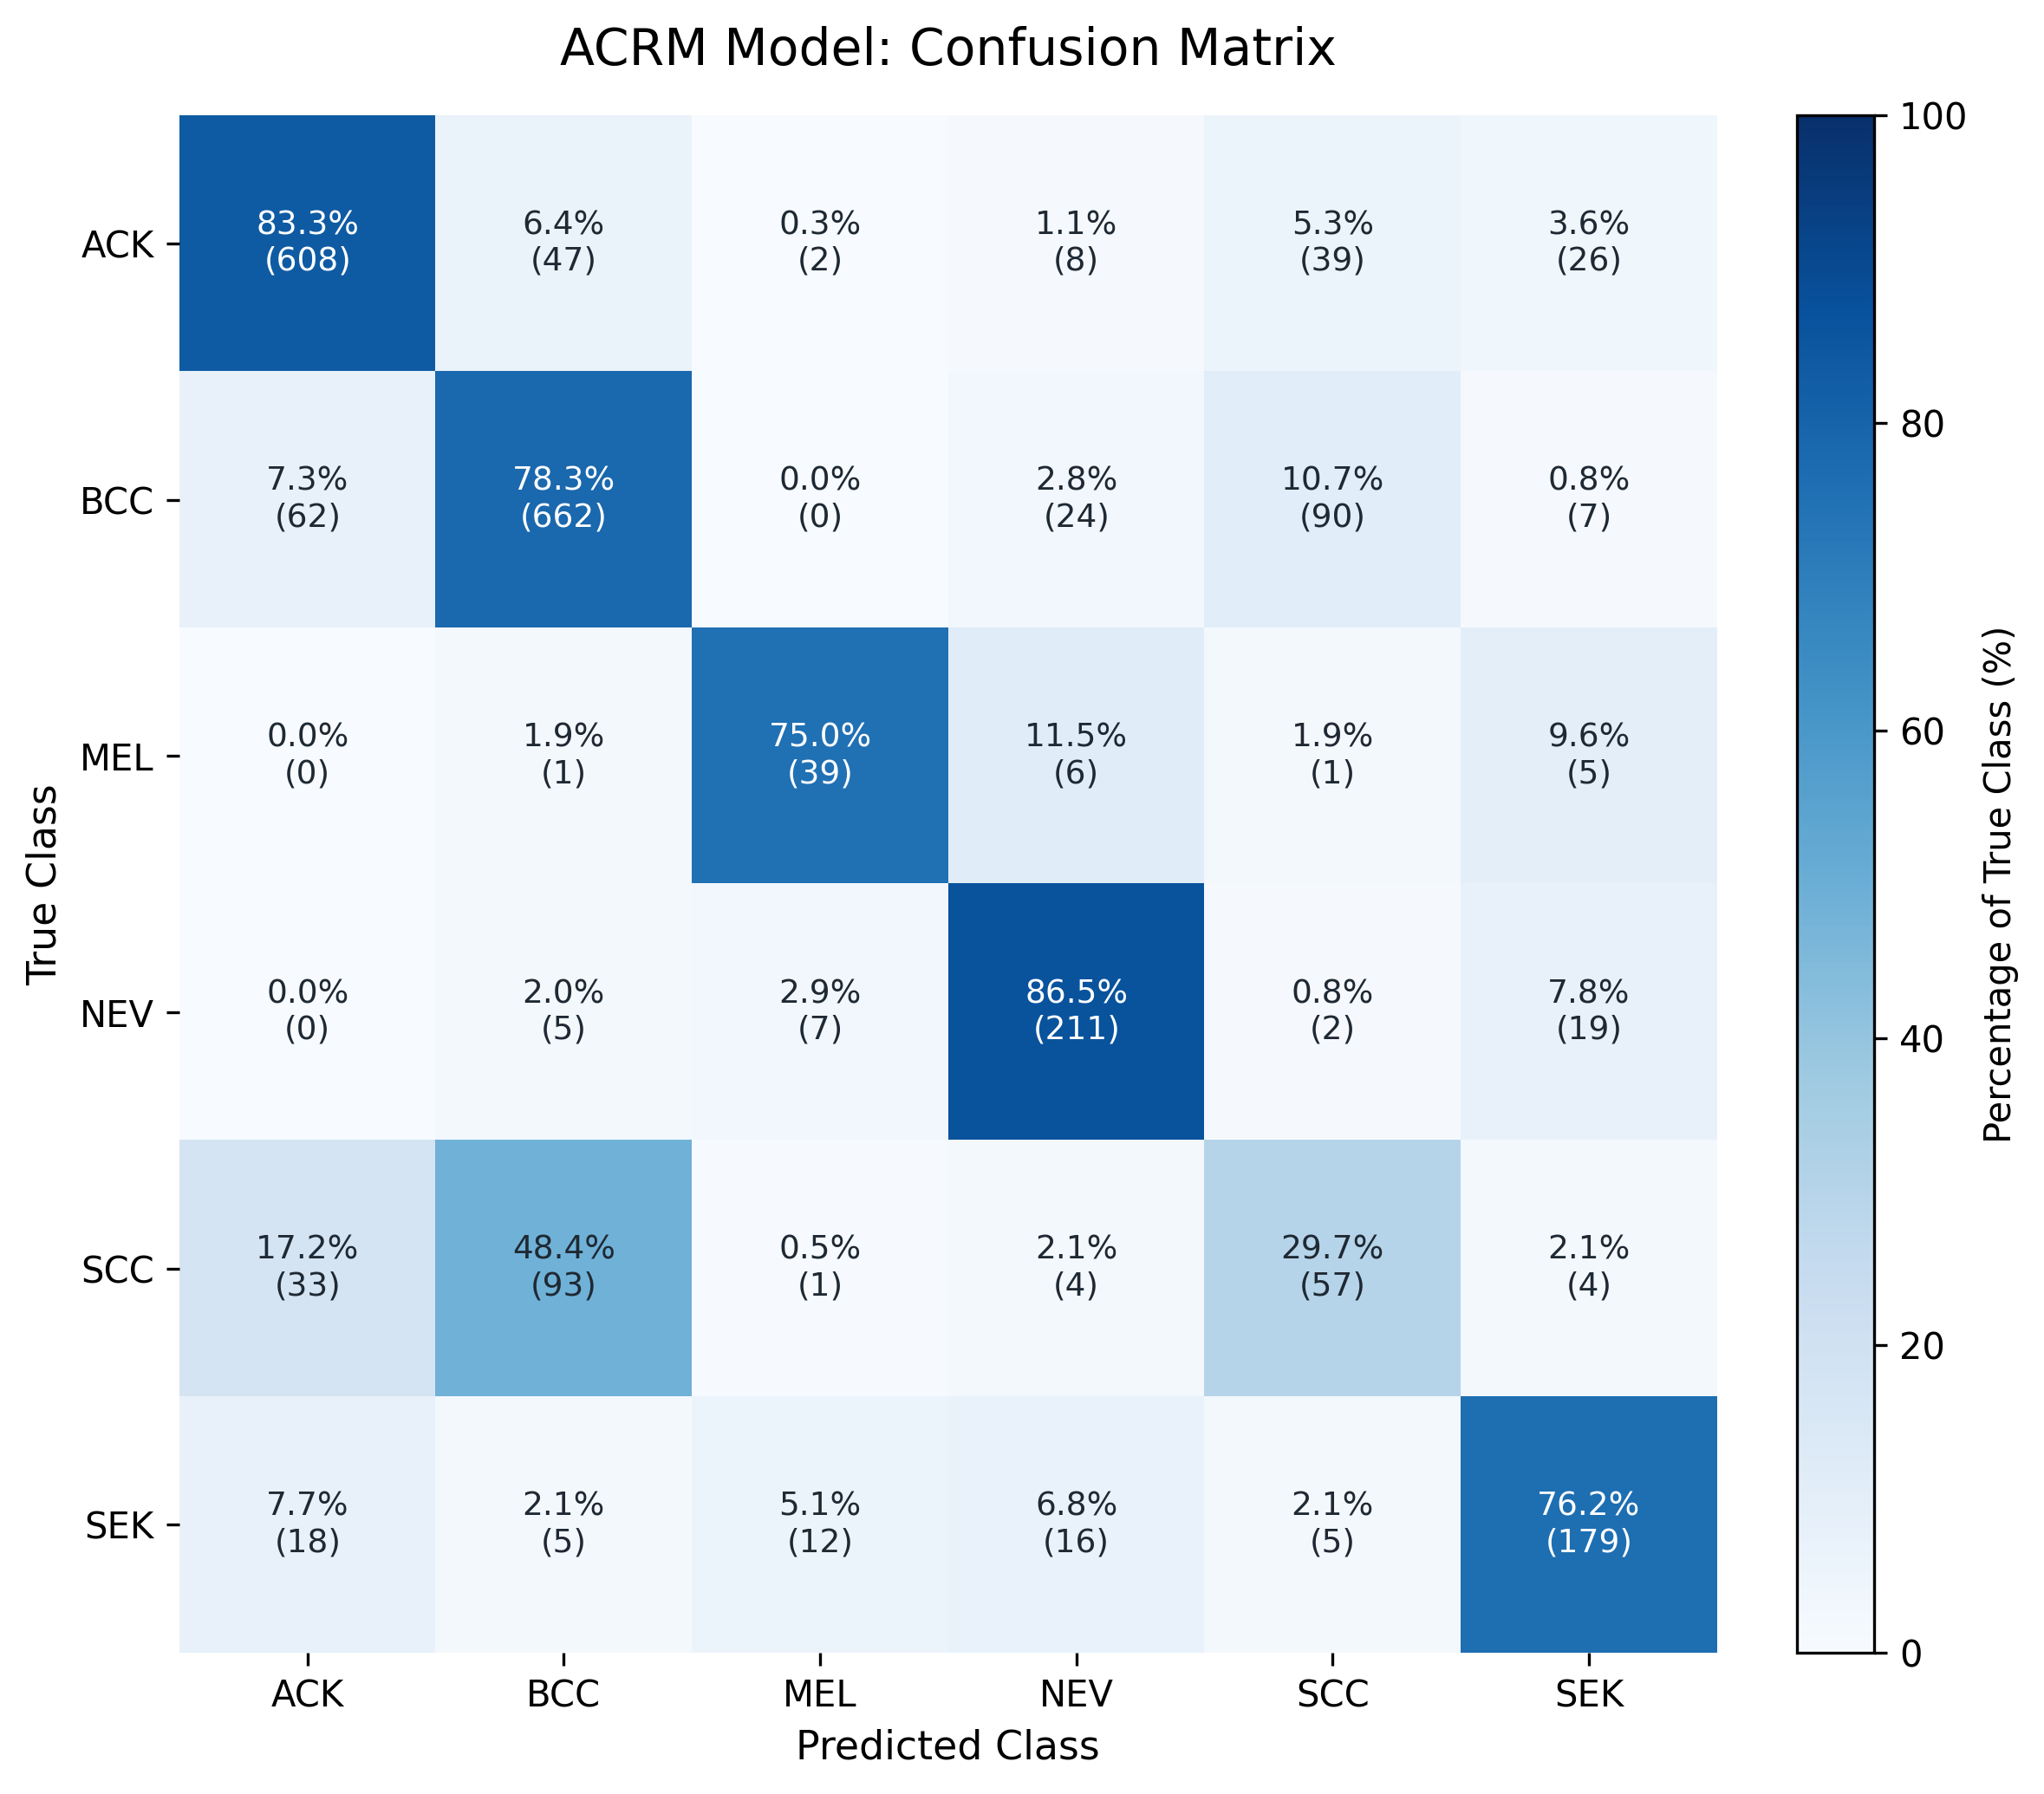 ACRM Model: Confusion Matrix
True Class
ACK
83.3% 6.4% 0.3% 1.1% 5.3% 3.6%
(608) (47) (2) (8) (39) (26)
BCC
7.3% 78.3% 0.0% 2.8% 10.7% 0.8%
(62) (662) (0) (24) (90) (7)
MEL
0.0% 1.9% 75.0% 11.5% 1.9% 9.6%
(0) (1) (39) (6) (1) (5)
NEV
0.0% 2.0% 2.9% 86.5% 0.8% 7.8%
(0) (5) (7) (211) (2) (19)
SCC
17.2% 48.4% 0.5% 2.1% 29.7% 2.1%
(33) (93) (1) (4) (57) (4)
SEK
7.7% 2.1% 5.1% 6.8% 2.1% 76.2%
(18) (5) (12) (16) (5) (179)
ACK BCC MEL NEV SCC SEK
Predicted Class
100
80
60
40
20
0
Percentage of True Class (%)